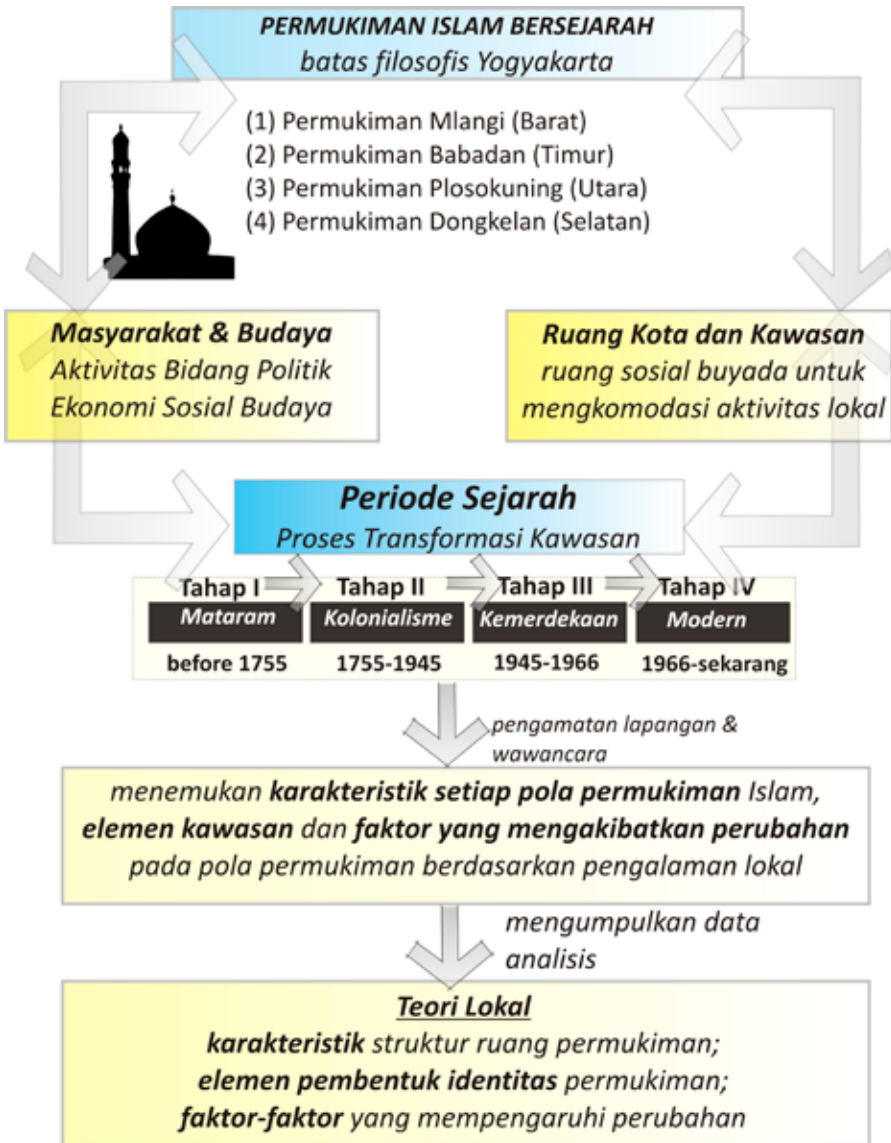 PERMUKIMAN ISLAM BERSEJARAH
batas filosofis Yogyakarta
(1) Permukiman Mlangi (Barat)
(2) Permukiman Babadan (Timur)
(3) Permukiman Plosokuning (Utara)
(4) Permukiman Dongkelan (Selatan)
Masyarakat & Budaya
Aktivitas Bidang Politik
Ekonomi Sosial Budaya
Ruang Kota dan Kawasan
ruang sosial buyada untuk
mengkomodasi aktivitas lokal
Periode Sejarah
Proses Transformasi Kawasan
Tahap I Tahap II Tahap III Tahap IV
Mataram Kolonialisme Kemerdekaan Modern
before 1755 1755-1945 1945-1966 1966-sekarang
pengamatan lapangan &
wawancara
menemukan karakteristik setiap pola permukiman Islam,
elemen kawasan dan faktor yang mengakibatkan perubahan
pada pola permukiman berdasarkan pengalaman lokal
mengumpulkan data
analisis
Teori Lokal
karakteristik struktur ruang permukiman;
elemen pembentuk identitas permukiman;
faktor-faktor yang mempengaruhi perubahan